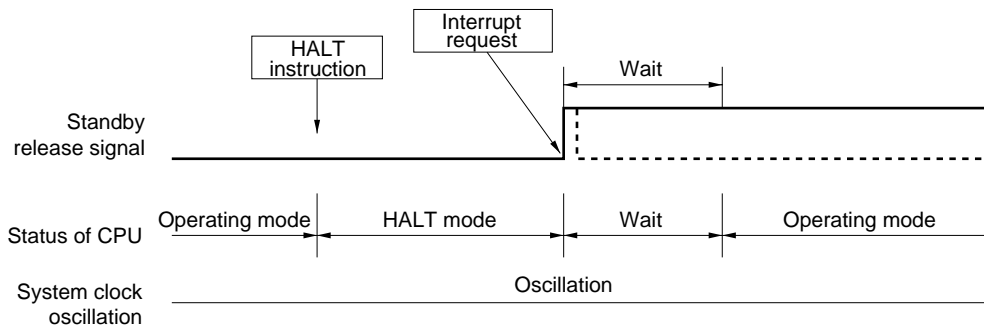 Interrupt
request
HALT
instruction
Wait
Standby
release signal
Operating mode
HALT mode
Wait
Operating mode
Status of CPU
Oscillation
System clock
oscillation